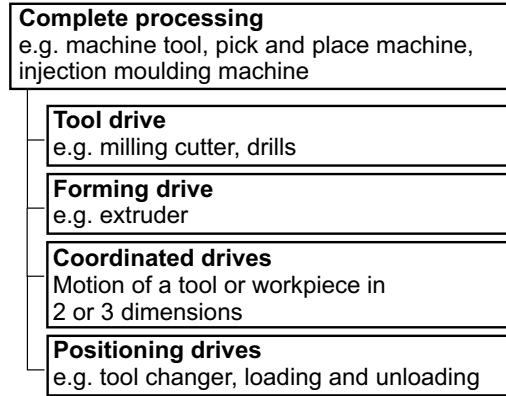 Complete processing
e.g. machine tool, pick and place machine,
injection moulding machine
Tool drive
e.g. milling cutter, drills
Forming drive
e.g. extruder
Coordinated drives
Motion of a tool or workpiece in
2 or 3 dimensions
Positioning drives
e.g. tool changer, loading and unloading